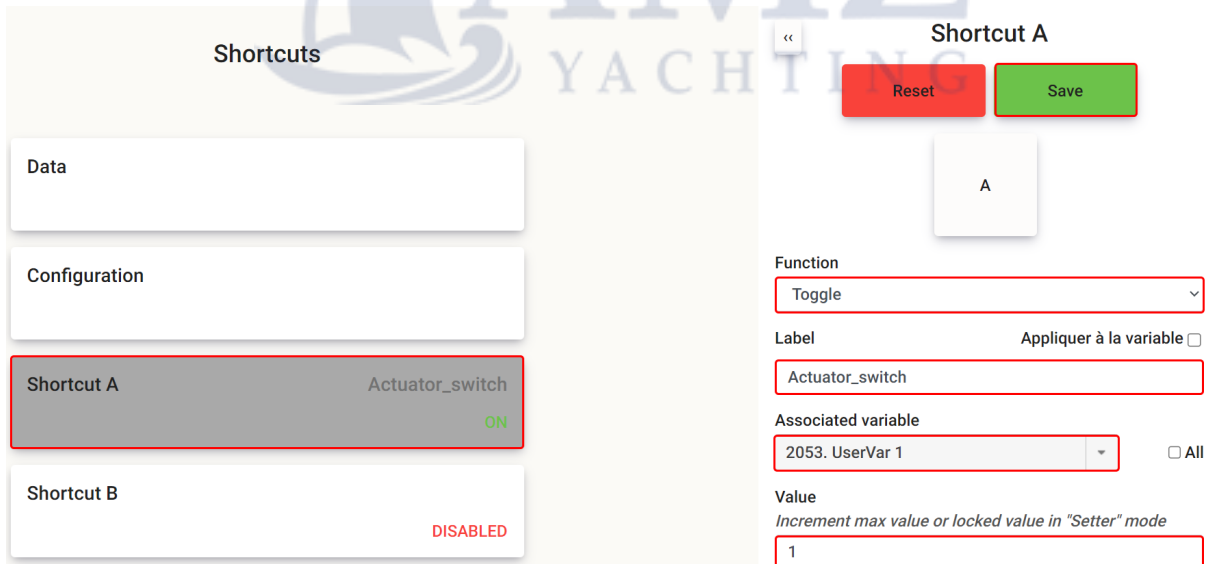 YACHTING
Shortcuts
Data
Configuration
Shortcut A
Actuator_switch
ON
Shortcut B
DISABLED
‹‹
Shortcut A
Reset
Save
A
Function
Toggle
Label
Appliquer à la variable
Actuator_switch
Associated variable
2053. UserVar 1
All
Value
Increment max value or locked value in "Setter" mode
1